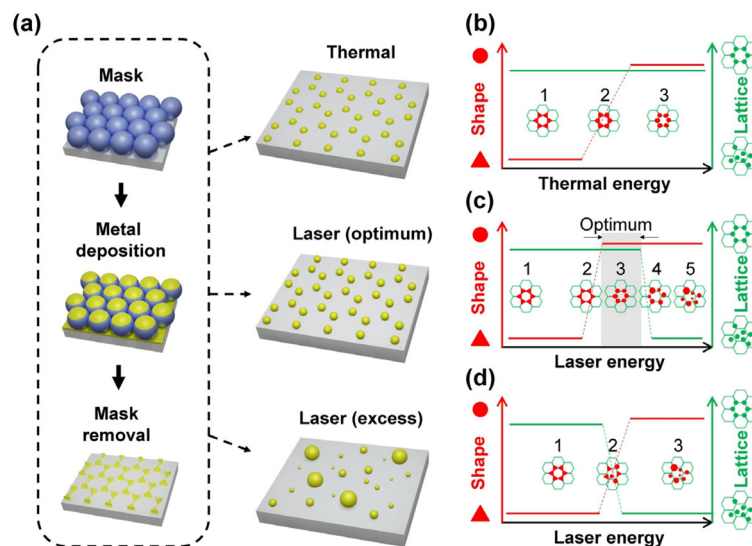 (a)
Mask
Metal
deposition
Mask
removal
Thermal
Laser (optimum)
Laser (excess)
(b)
Shape
1
2
3
Lattice
Thermal energy
(c)
Optimum
Shape
1
2
3
4
5
Lattice
Laser energy
(d)
Shape
1
2
3
Lattice
Laser energy